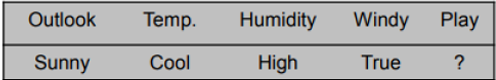 Outlook Temp. Humidity Windy Play
Sunny Cool High True ?